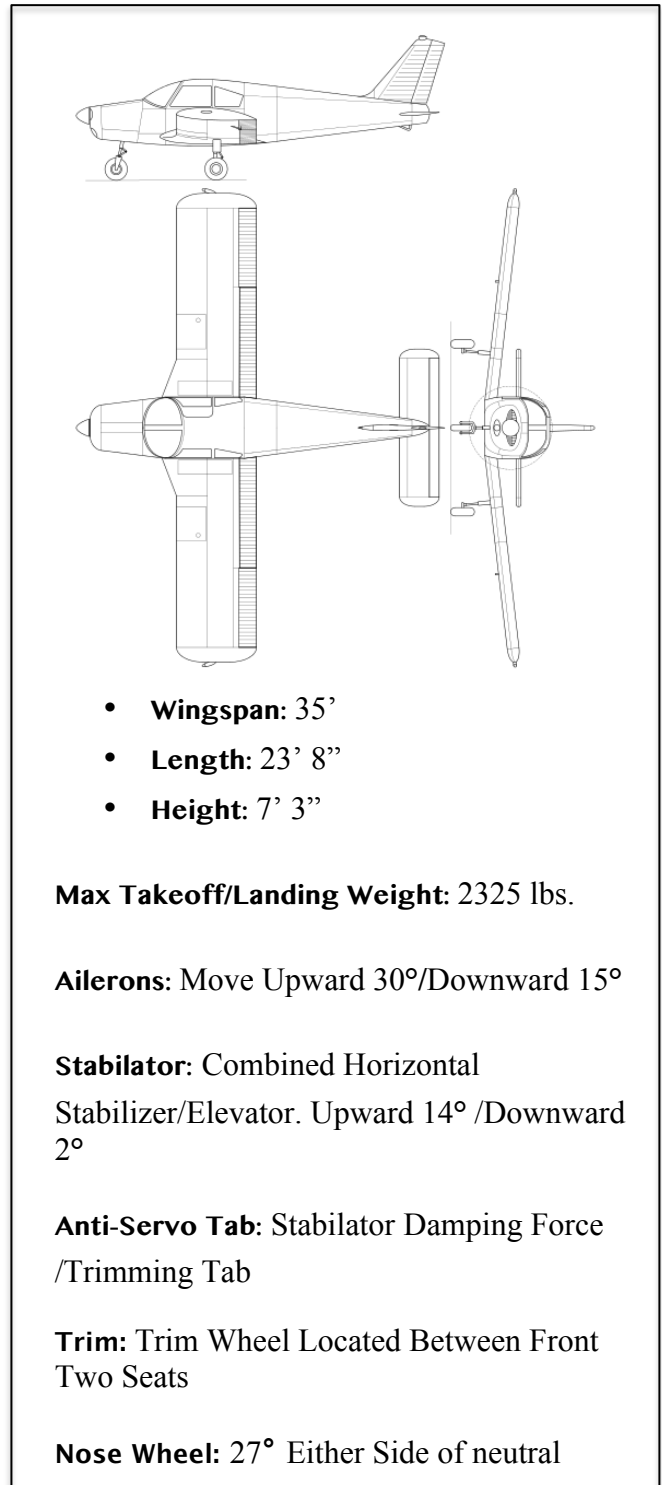 • Wingspan: 35’
• Length: 23’ 8”
• Height: 7’ 3”
Max Takeoff/Landing Weight: 2325 lbs.
Ailerons: Move Upward 30°/Downward 15°
Stabilator: Combined Horizontal
Stabilizer/Elevator. Upward 14° /Downward
2°
Anti-Servo Tab: Stabilator Damping Force
/Trimming Tab
Trim: Trim Wheel Located Between Front
Two Seats
Nose Wheel: 27° Either Side of neutral